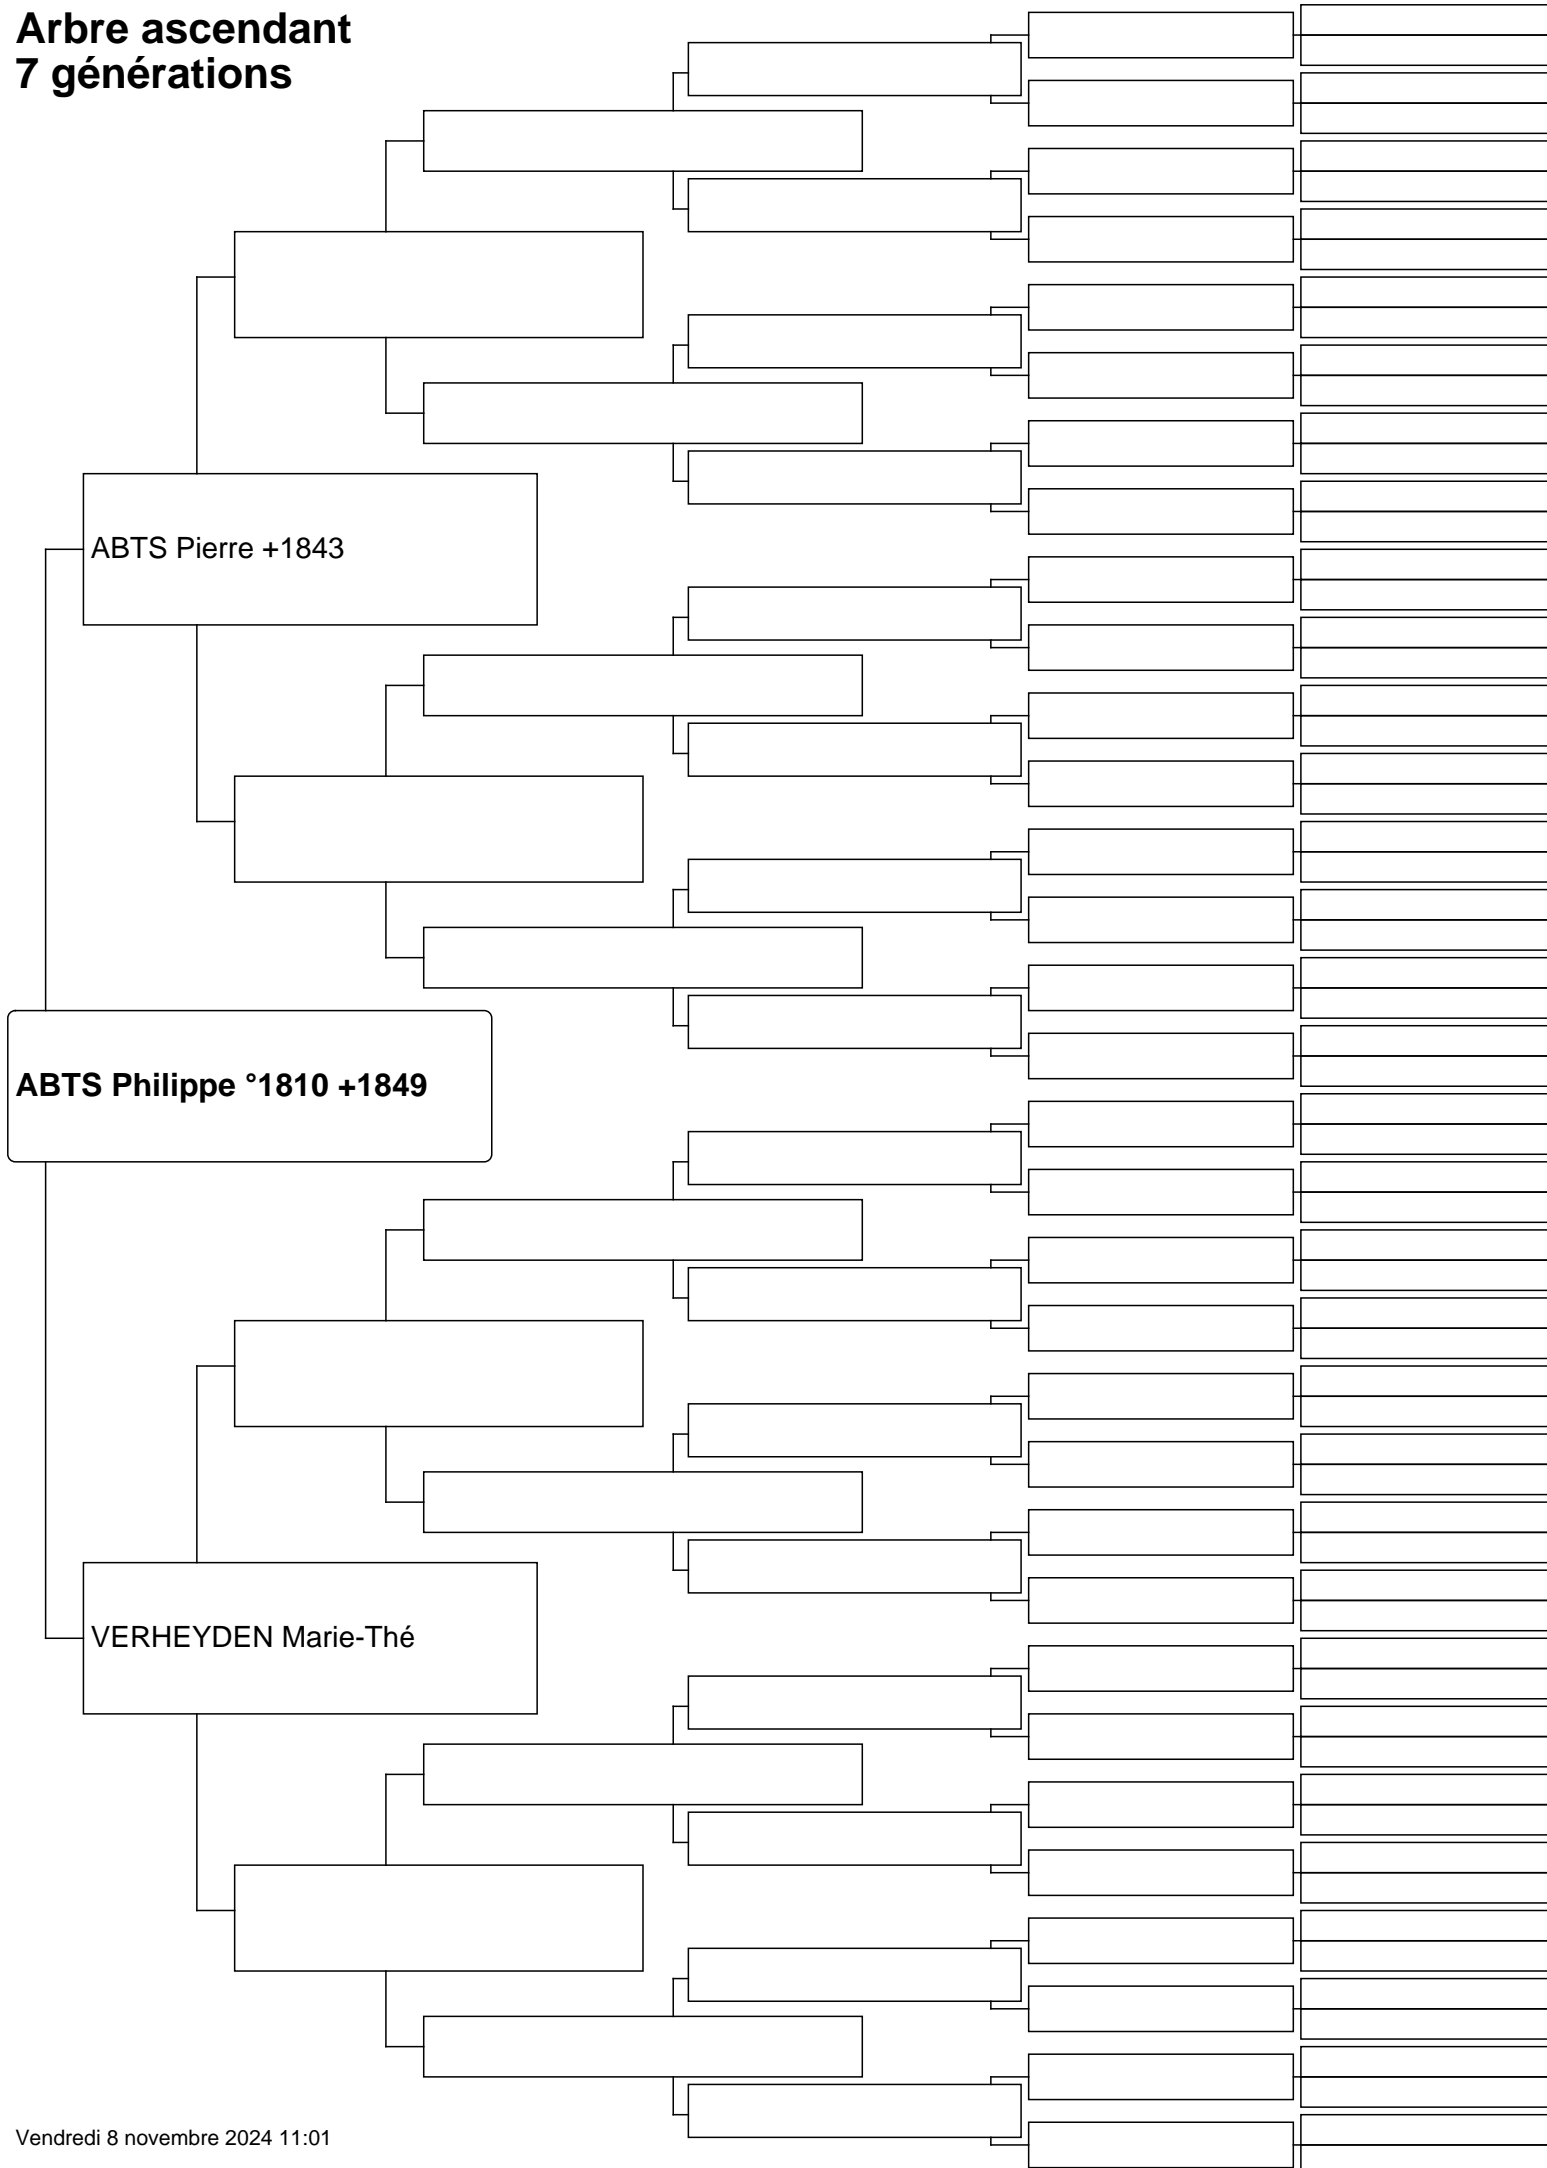 Arbre ascendant
7 générations
ABTS Pierre +1843
ABTS Philippe °1810 +1849
VERHEYDEN Marie-Thé
Vendredi 8 novembre 2024 11:01